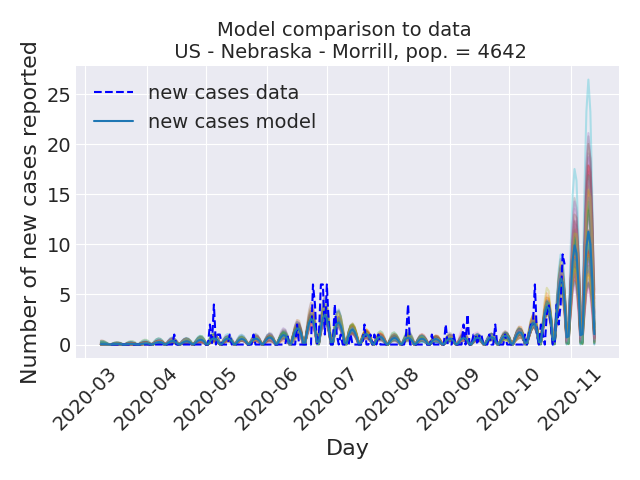 Model comparison to data
US - Nebraska - Morrill, pop. = 4642
Number of new cases reported
25
20
15
10
5
0
new cases data
new cases model
2020-03
2020-04
2020-05
2020-06
2020-07
2020-08
2020-09
2020-10
2020-11
Day